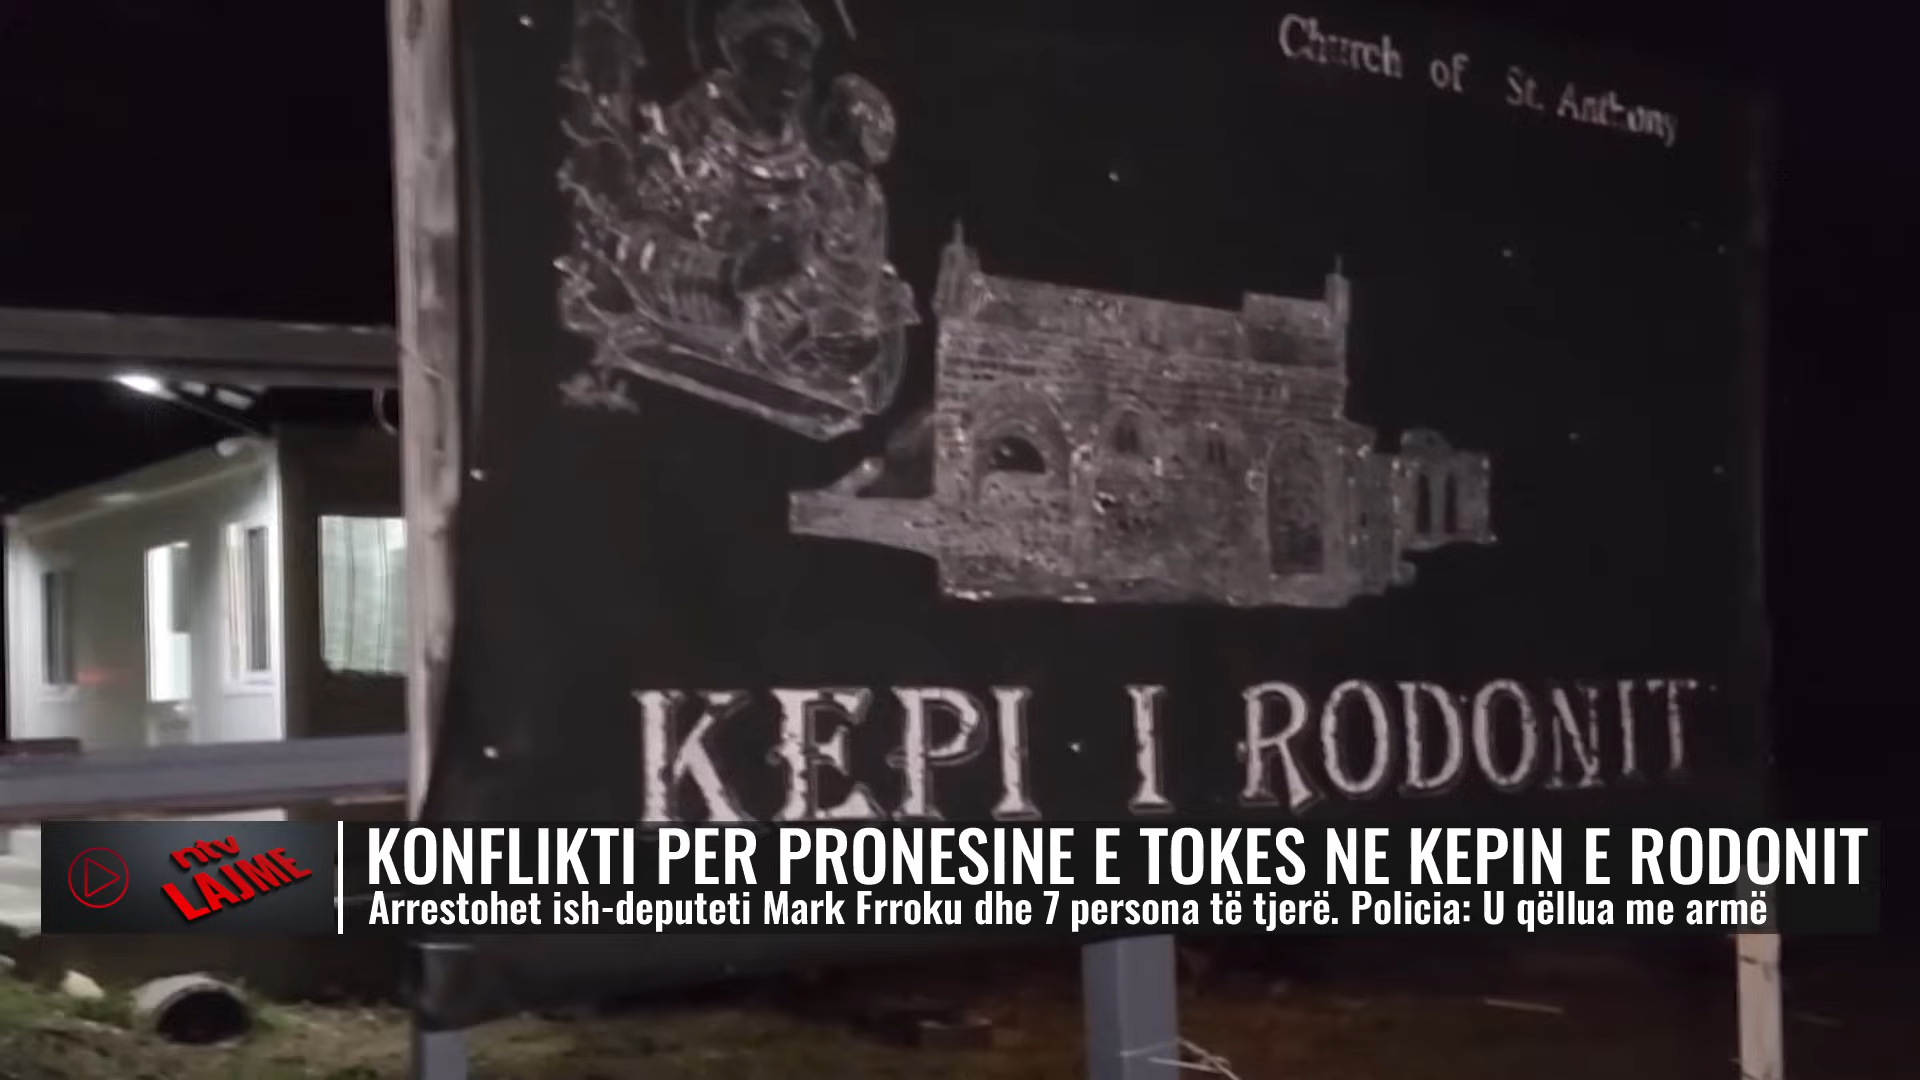 Church of St. Anthony
KEPI I RODONIT
ntv
LAJME
KONFLIKTI PER PRONESINE E TOKES NE KEPIN E RODONIT
Arrestohet ish-deputeti Mark Frroku dhe 7 persona të tjerë. Policia: U qëllua me armë